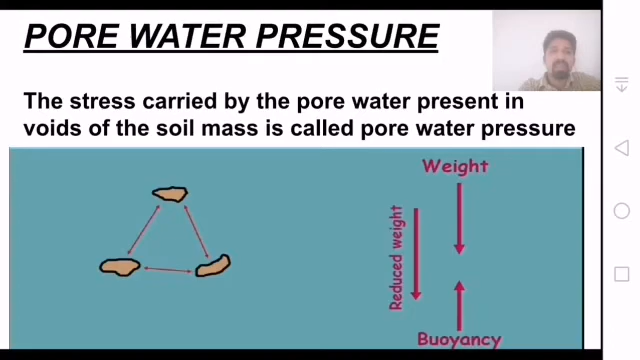 PORE WATER PRESSURE
The stress carried by the pore water present in
voids of the soil mass is called pore water pressure
Weight
Reduced weight
Buoyancy